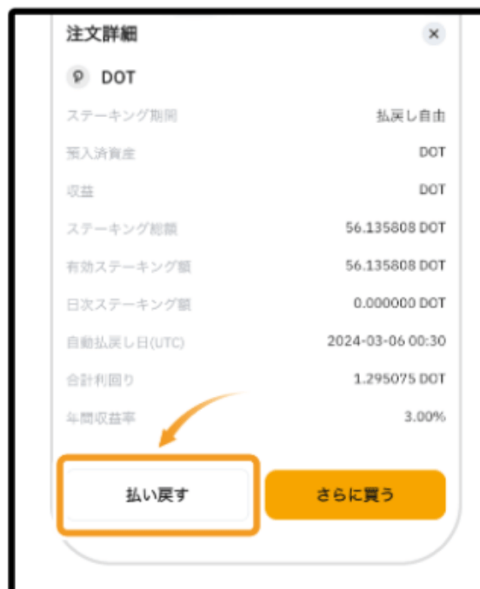 注文詳細
DOT
ステーキング期間 払戻し自由
預入済資産 DOT
収益 DOT
ステーキング総額 56.135808 DOT
有効ステーキング額 56.135808 DOT
日次ステーキング額 0.000000 DOT
自動払戻し日(UTC) 2024-03-06 00:30
合計利回り 1.295075 DOT
年間収益率 3.00%
払い戻す さらに買う